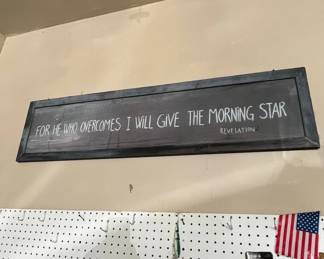 FOR HE WHO OVERCOMES I WILL GIVE THE MORNING STAR
REVELATION